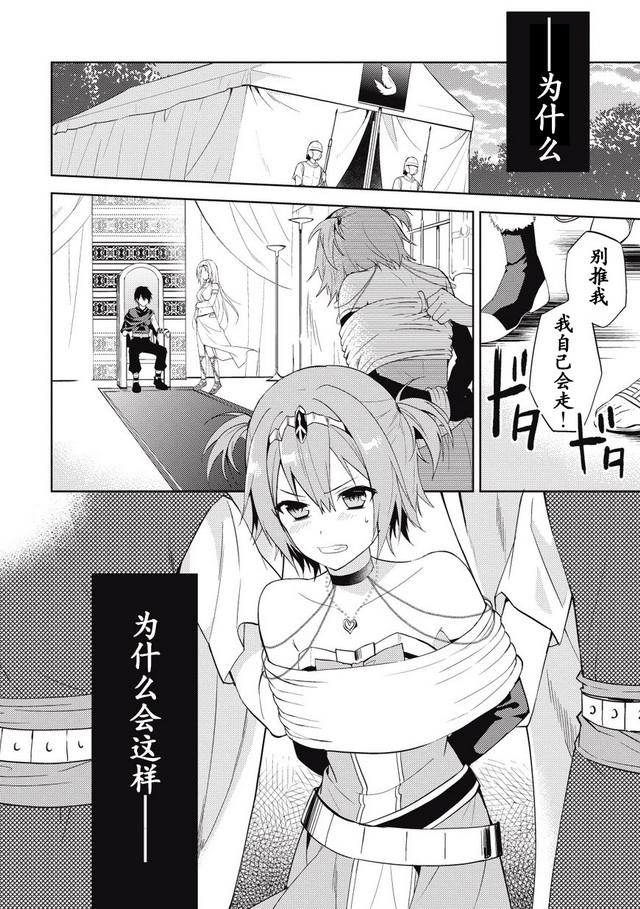 ——为什么
别推我
我自己会走！
ドタ
ドタ
为什么会这样——